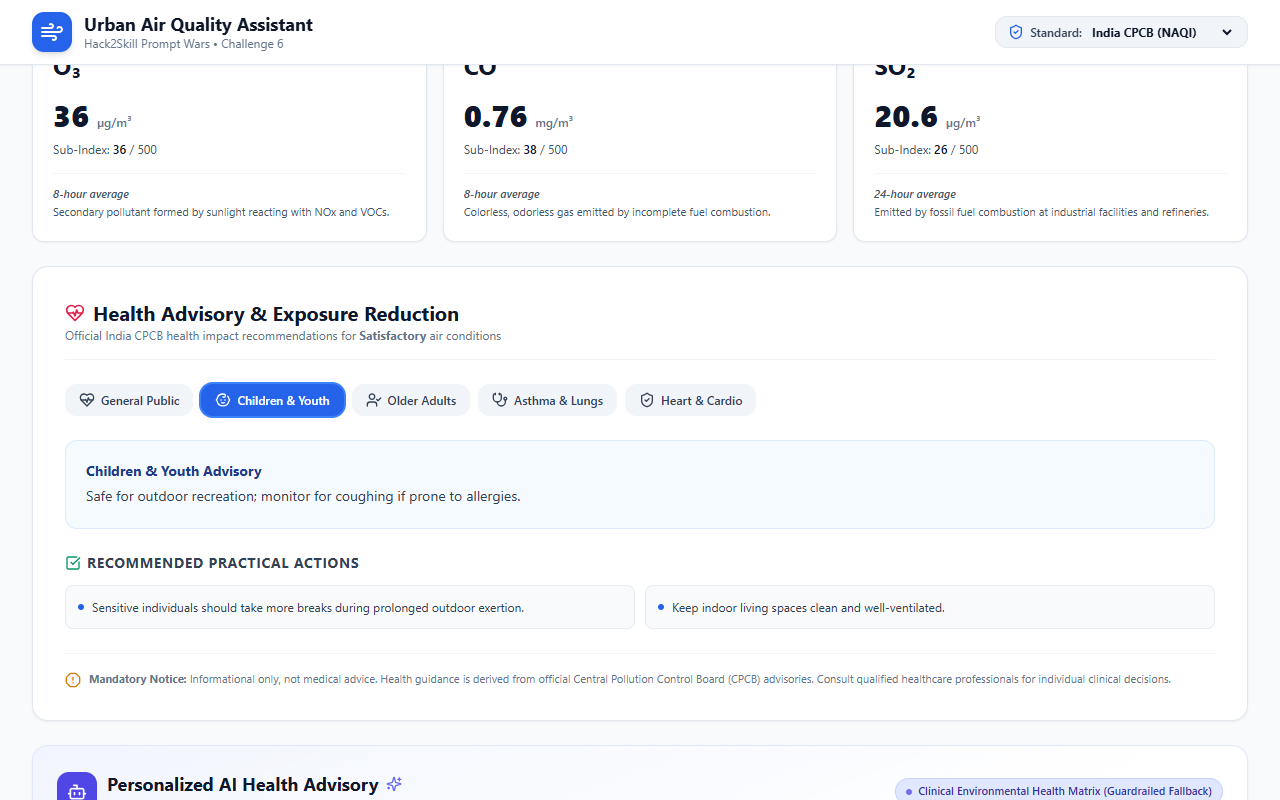 Urban Air Quality Assistant
Hack2Skill Prompt Wars • Challenge 6
Standard: India CPCB (NAQI)
O₃
CO
SO₂
36 µg/m³
0.76 mg/m³
20.6 µg/m³
Sub-Index: 36 / 500
Sub-Index: 38 / 500
Sub-Index: 26 / 500
8-hour average
8-hour average
24-hour average
Secondary pollutant formed by sunlight reacting with NOx and VOCs.
Colorless, odorless gas emitted by incomplete fuel combustion.
Emitted by fossil fuel combustion at industrial facilities and refineries.
Health Advisory & Exposure Reduction
Official India CPCB health impact recommendations for Satisfactory air conditions
General Public
Children & Youth
Older Adults
Asthma & Lungs
Heart & Cardio
Children & Youth Advisory
Safe for outdoor recreation; monitor for coughing if prone to allergies.
RECOMMENDED PRACTICAL ACTIONS
• Sensitive individuals should take more breaks during prolonged outdoor exertion.
• Keep indoor living spaces clean and well-ventilated.
Mandatory Notice: Informational only, not medical advice. Health guidance is derived from official Central Pollution Control Board (CPCB) advisories. Consult qualified healthcare professionals for individual clinical decisions.
Personalized AI Health Advisory
• Clinical Environmental Health Matrix (Guardrailed Fallback)